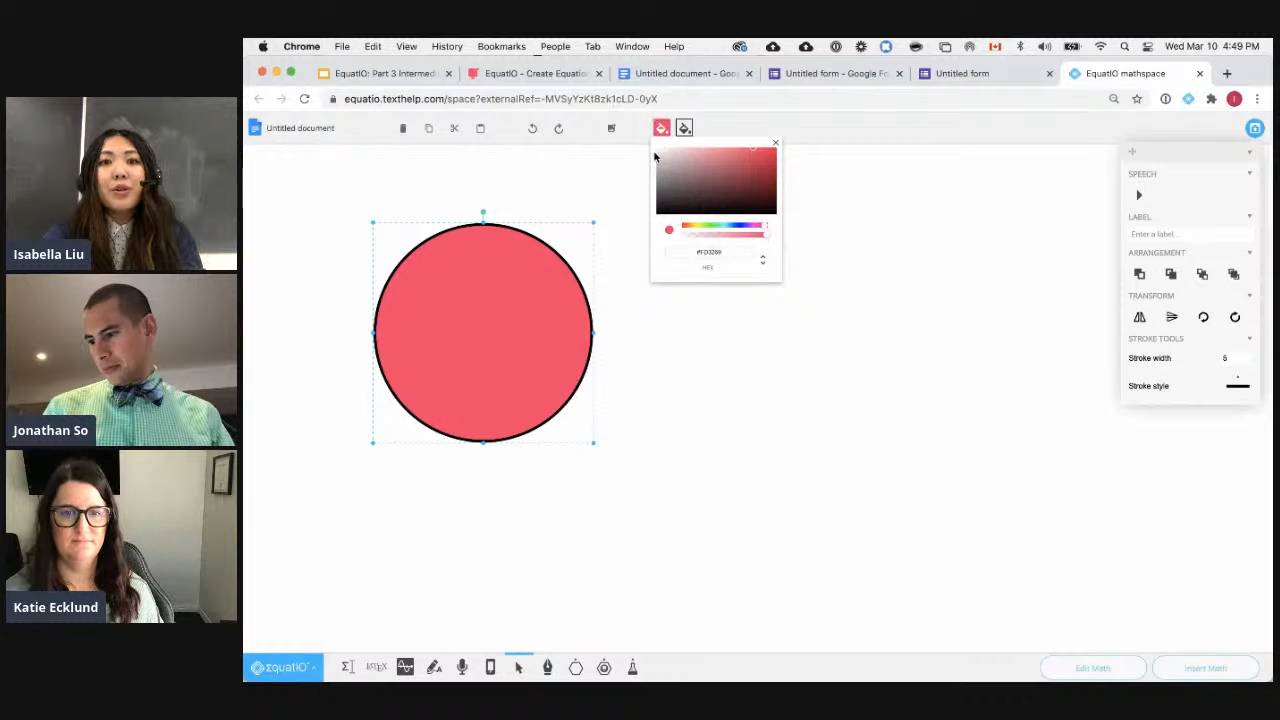 Isabella Liu
Jonathan So
Katie Ecklund
Chrome File Edit View History Bookmarks People Tab Window Help Wed Mar 10 4:49 PM
EquatIO: Part 3 Intermedi
EquatIO - Create Equation
Untitled document - Goo
Untitled form - Google Fo
Untitled form
EquatIO mathspace
equatio.texthelp.com/space?externalRef=-MVSyYzKt8zk1cLD-0yX
Untitled document
HEX
SPEECH
LABEL
Enter a label...
ARRANGEMENT
TRANSFORM
STROKE TOOLS
Stroke width 5
Stroke style
EquatIO
LATEX
Edit Math
Insert Math